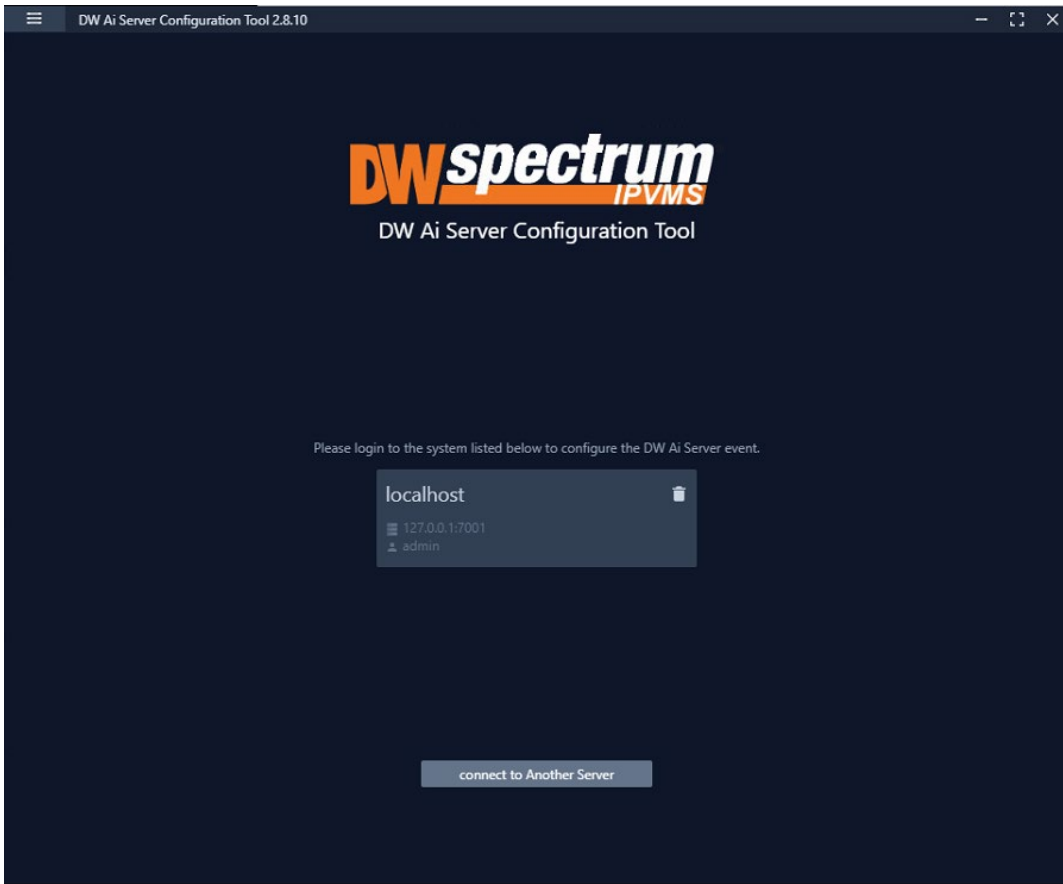 DW Ai Server Configuration Tool 2.8.10
DW spectrum
IPVMS
DW Ai Server Configuration Tool
Please login to the system listed below to configure the DW Ai Server event.
localhost
127.0.0.1:7001
admin
connect to Another Server